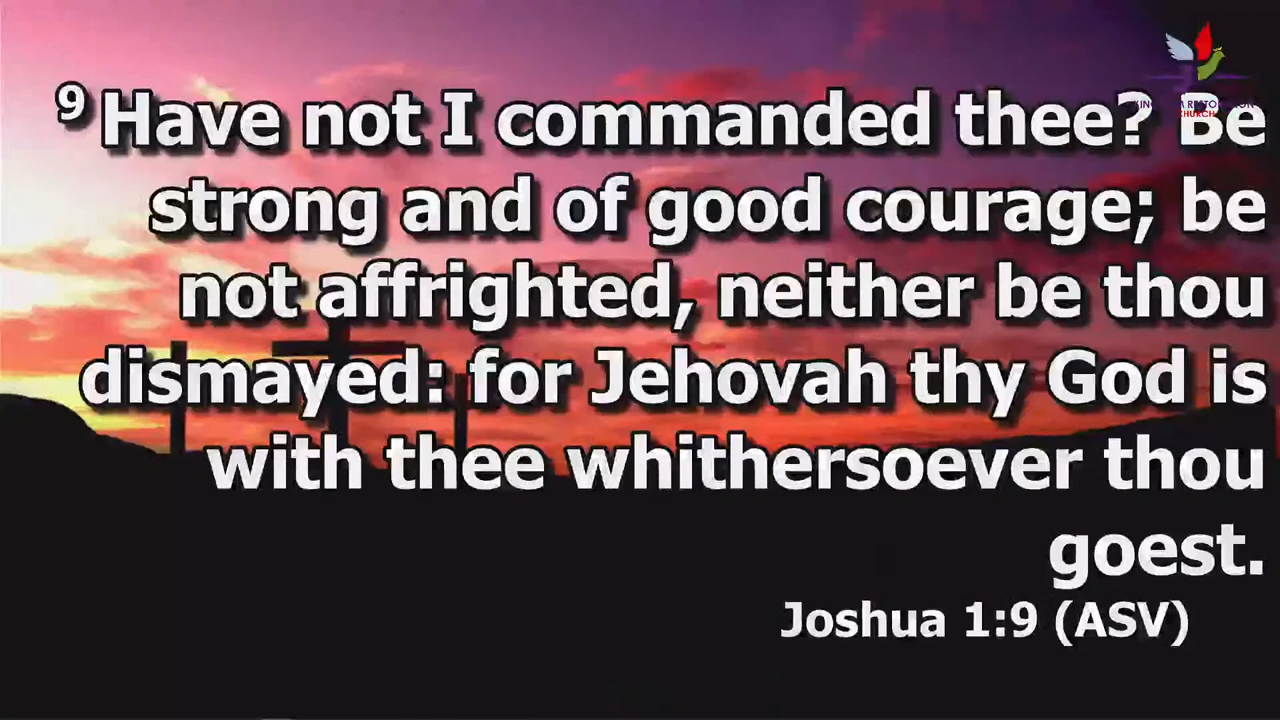 9 Have not I commanded thee? Be
strong and of good courage; be
not affrighted, neither be thou
dismayed: for Jehovah thy God is
with thee whithersoever thou
goest.
Joshua 1:9 (ASV)
CHURCH